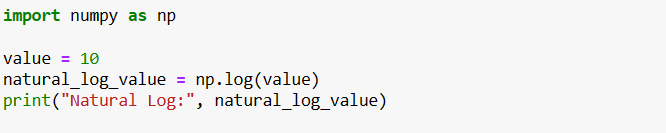 import numpy as np
value = 10
natural_log_value = np.log(value)
print("Natural Log:", natural_log_value)